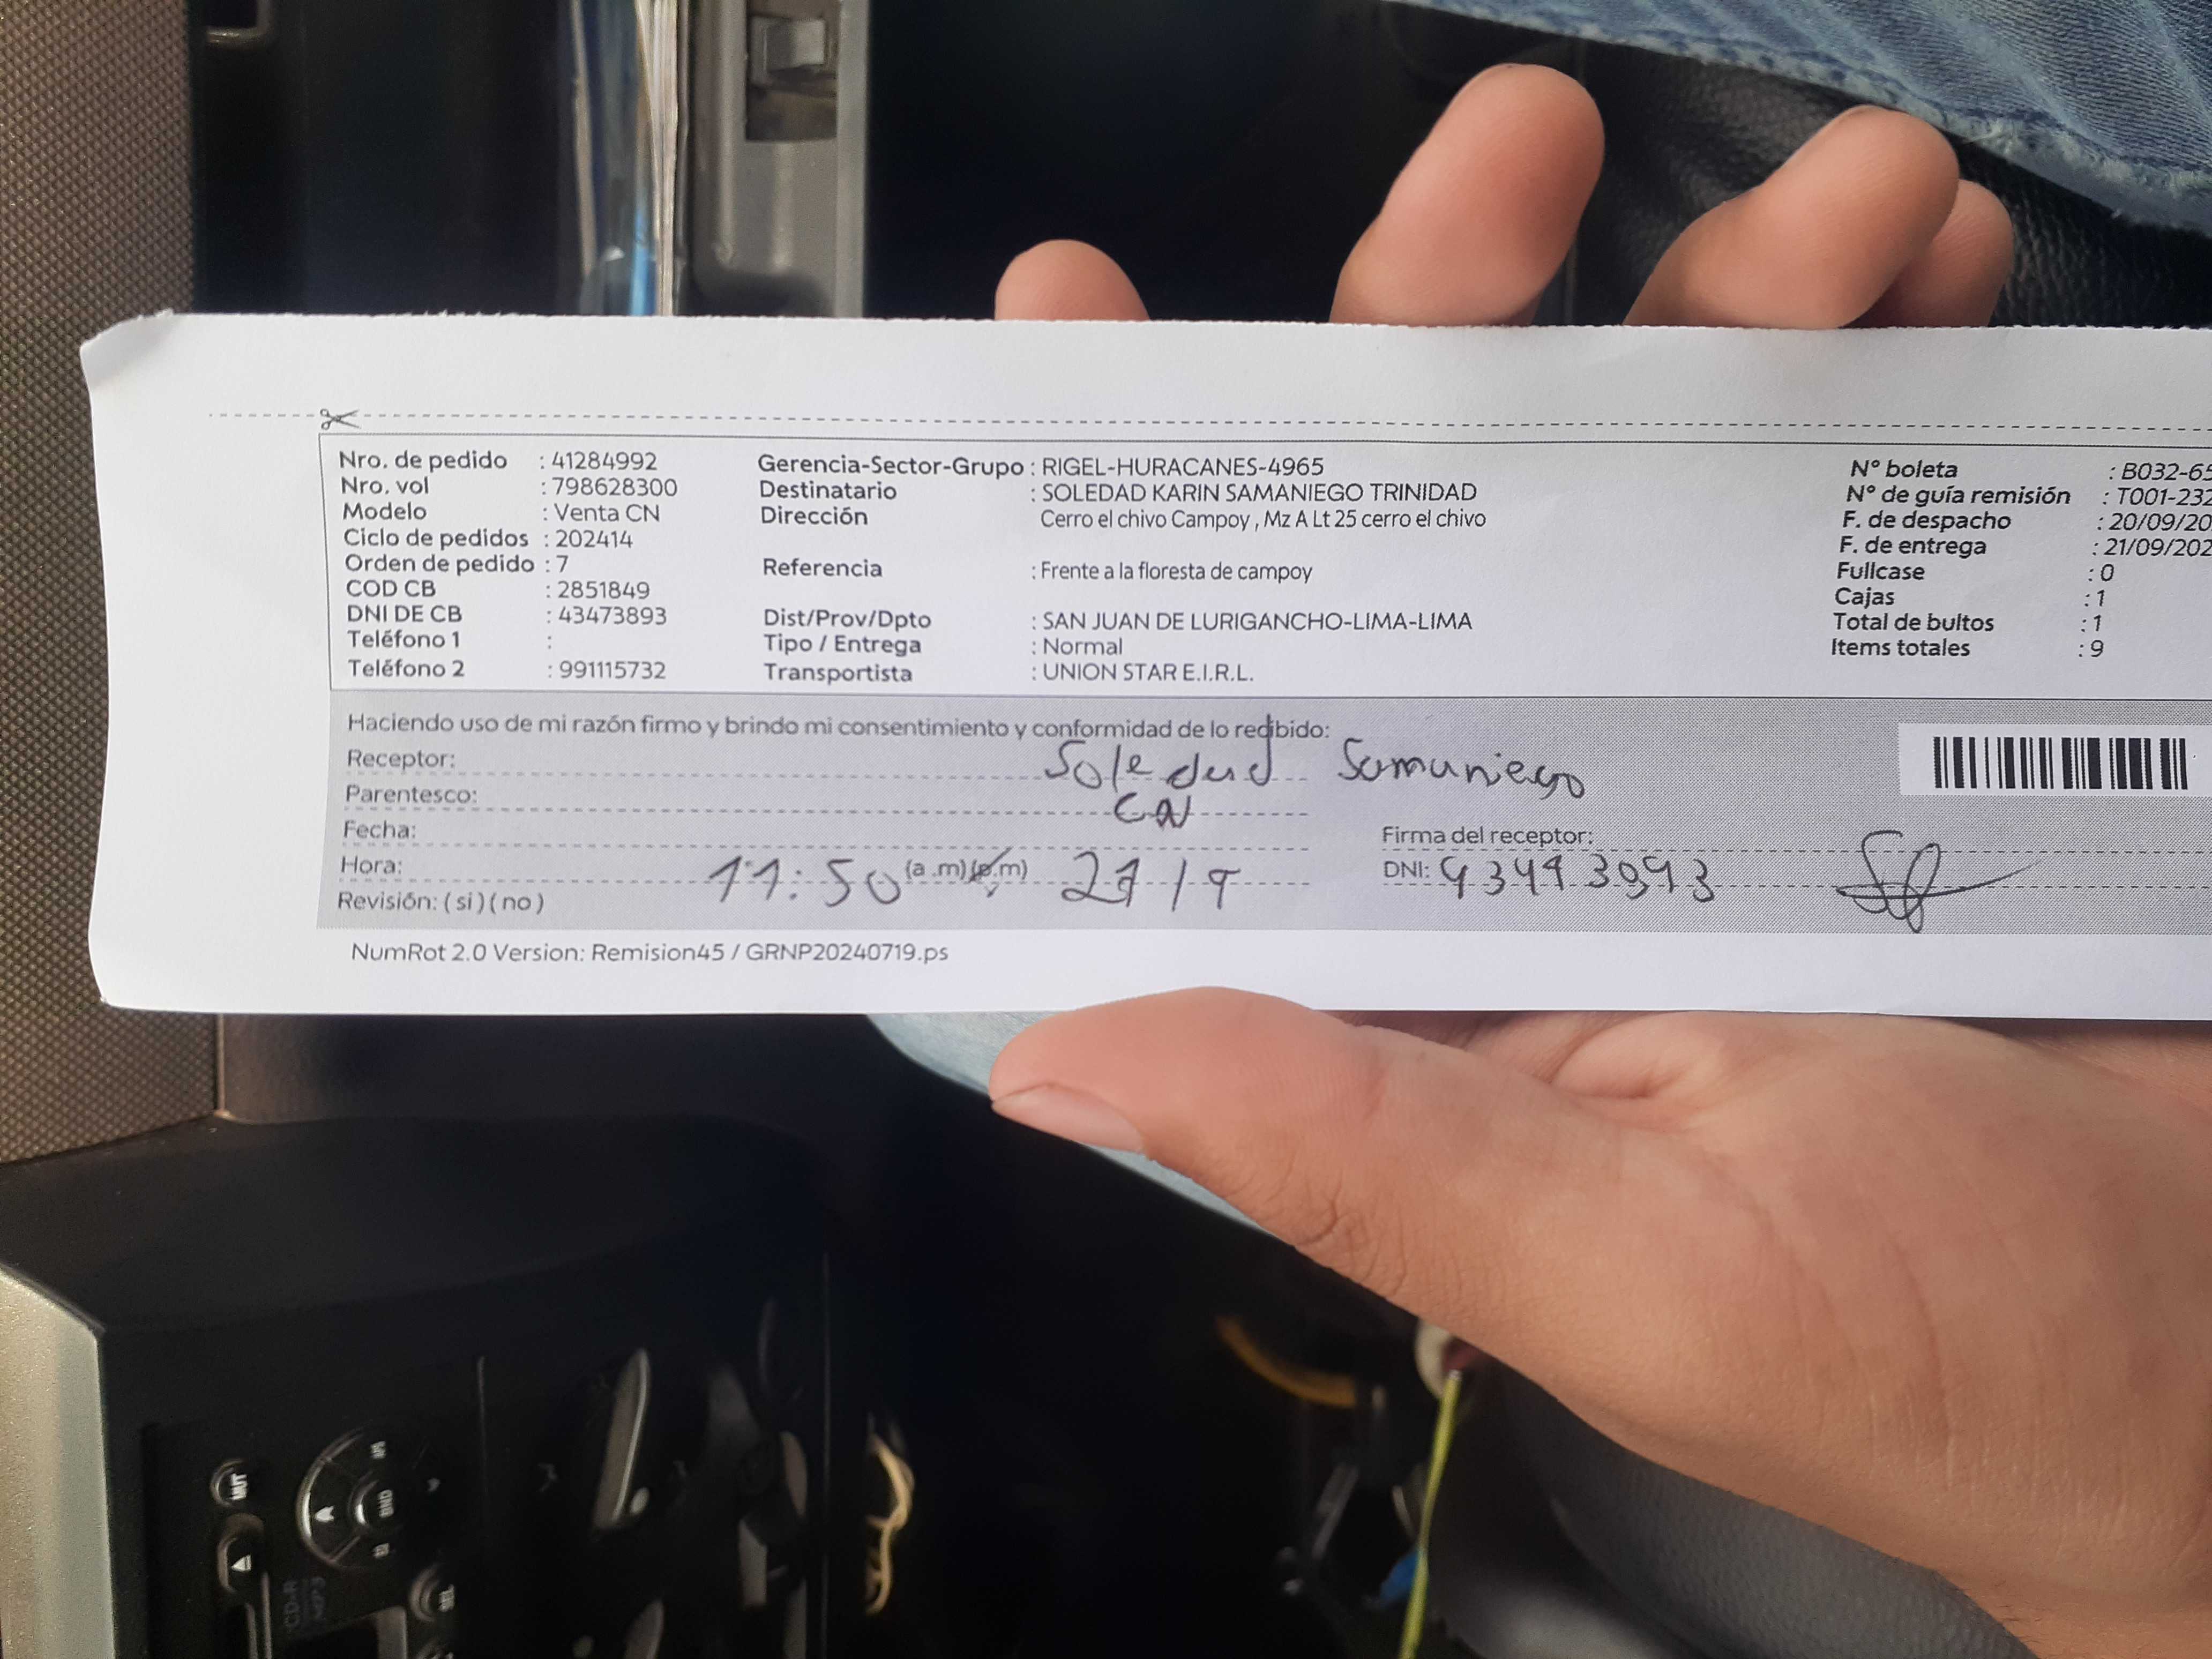 Nro. de pedido : 41284992
Nro. vol : 798628300
Modelo : Venta CN
Ciclo de pedidos : 202414
Orden de pedido : 7
COD CB : 2851849
DNI DE CB : 43473893
Teléfono 1 :
Teléfono 2 : 991115732
Gerencia-Sector-Grupo : RIGEL-HURACANES-4965
Destinatario : SOLEDAD KARIN SAMANIEGO TRINIDAD
Dirección Cerro el chivo Campoy , Mz A Lt 25 cerro el chivo
Referencia : Frente a la floresta de campoy
Dist/Prov/Dpto : SAN JUAN DE LURIGANCHO-LIMA-LIMA
Tipo / Entrega : Normal
Transportista : UNION STAR E.I.R.L.
N° boleta : B032-65
N° de guía remisión : T001-232
F. de despacho : 20/09/20
F. de entrega : 21/09/202
Fullcase : 0
Cajas : 1
Total de bultos : 1
Items totales : 9
Haciendo uso de mi razón firmo y brindo mi consentimiento y conformidad de lo recibido:
Receptor: Soledad Samaniego
Parentesco: CN
Fecha:
Hora: 11:50 (a .m) (p.m) 21/9
Revisión: ( si ) ( no )
Firma del receptor:
DNI:
NumRot 2.0 Version: Remision45 / GRNP20240719.ps
BND
SEL
CD-R
MP3